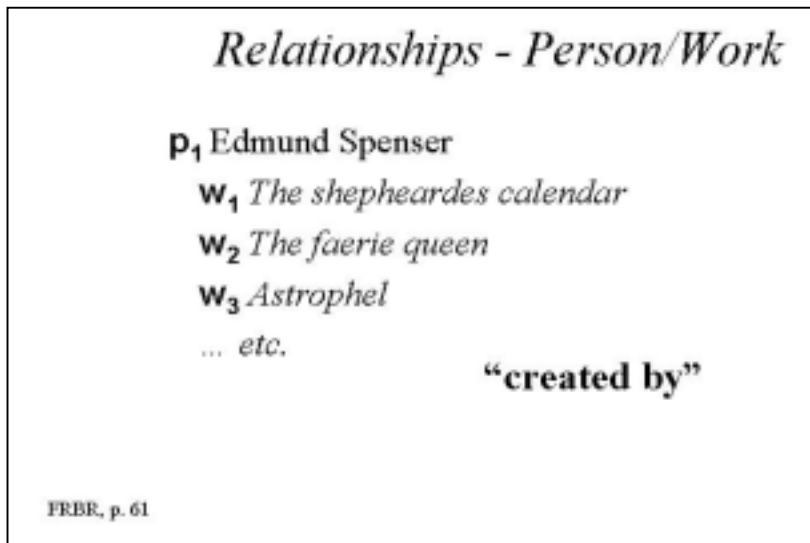 Relationships - Person/Work
p₁ Edmund Spenser
w₁ The shepheardes calendar
w₂ The faerie queen
w₃ Astrophel
... etc.
“created by”
FRBR, p. 61